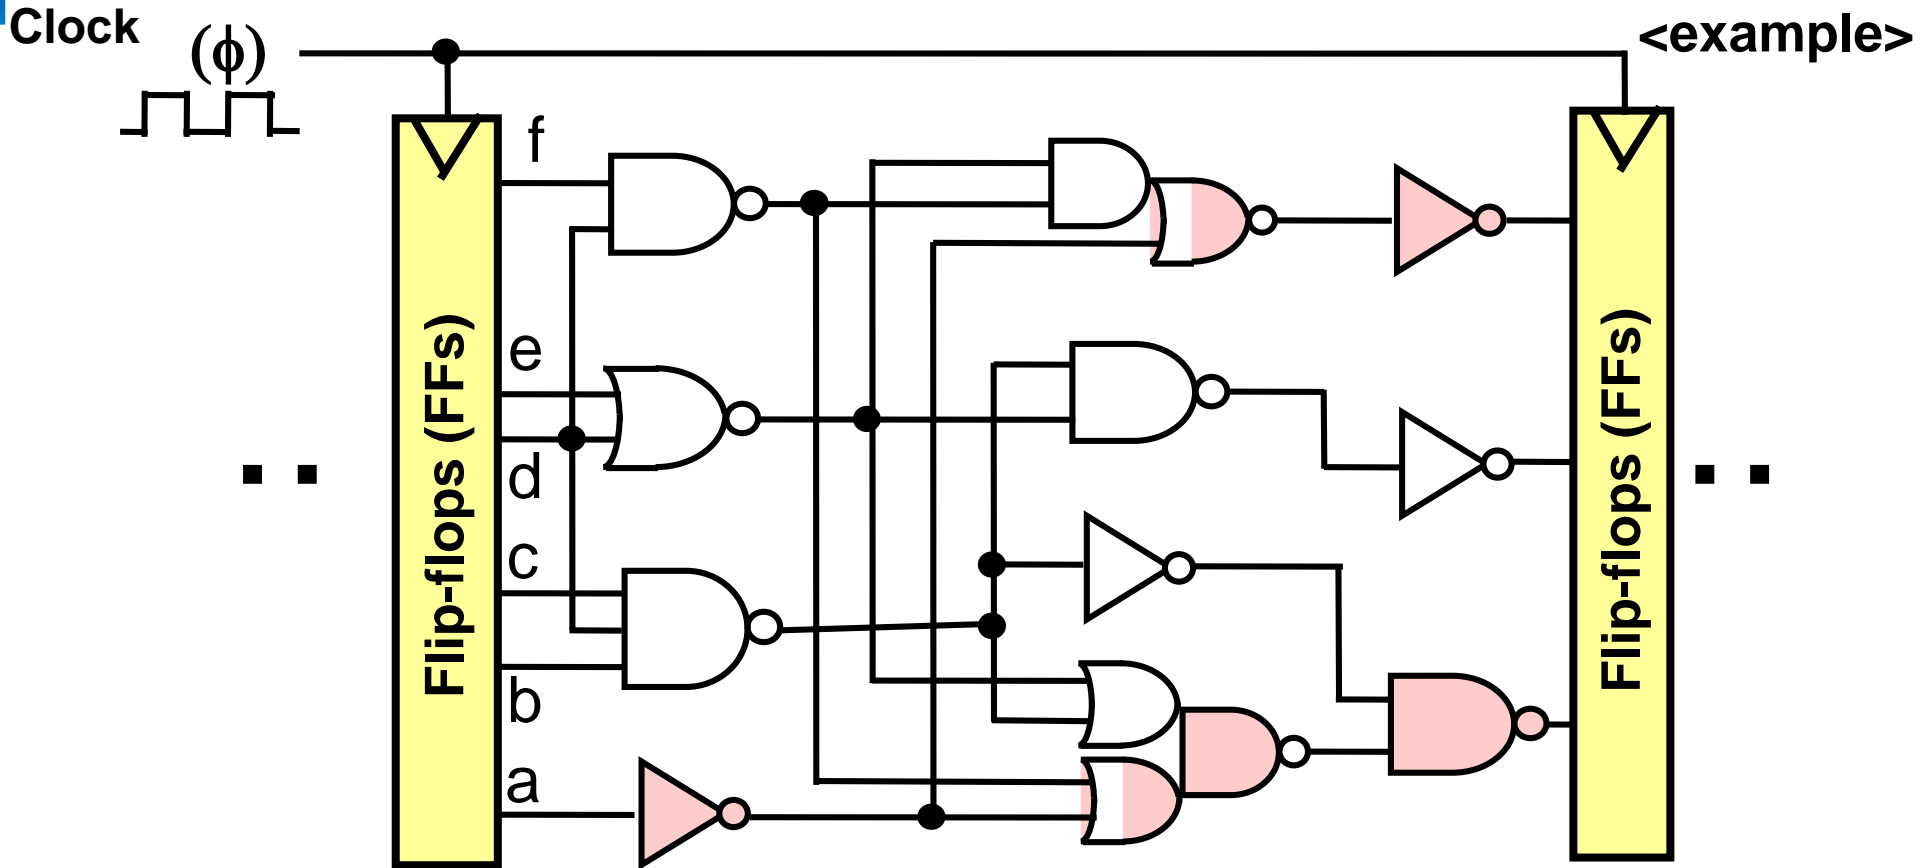 Clock
(ϕ)
<example>
f
e
d
c
b
a
Flip-flops (FFs)
Flip-flops (FFs)